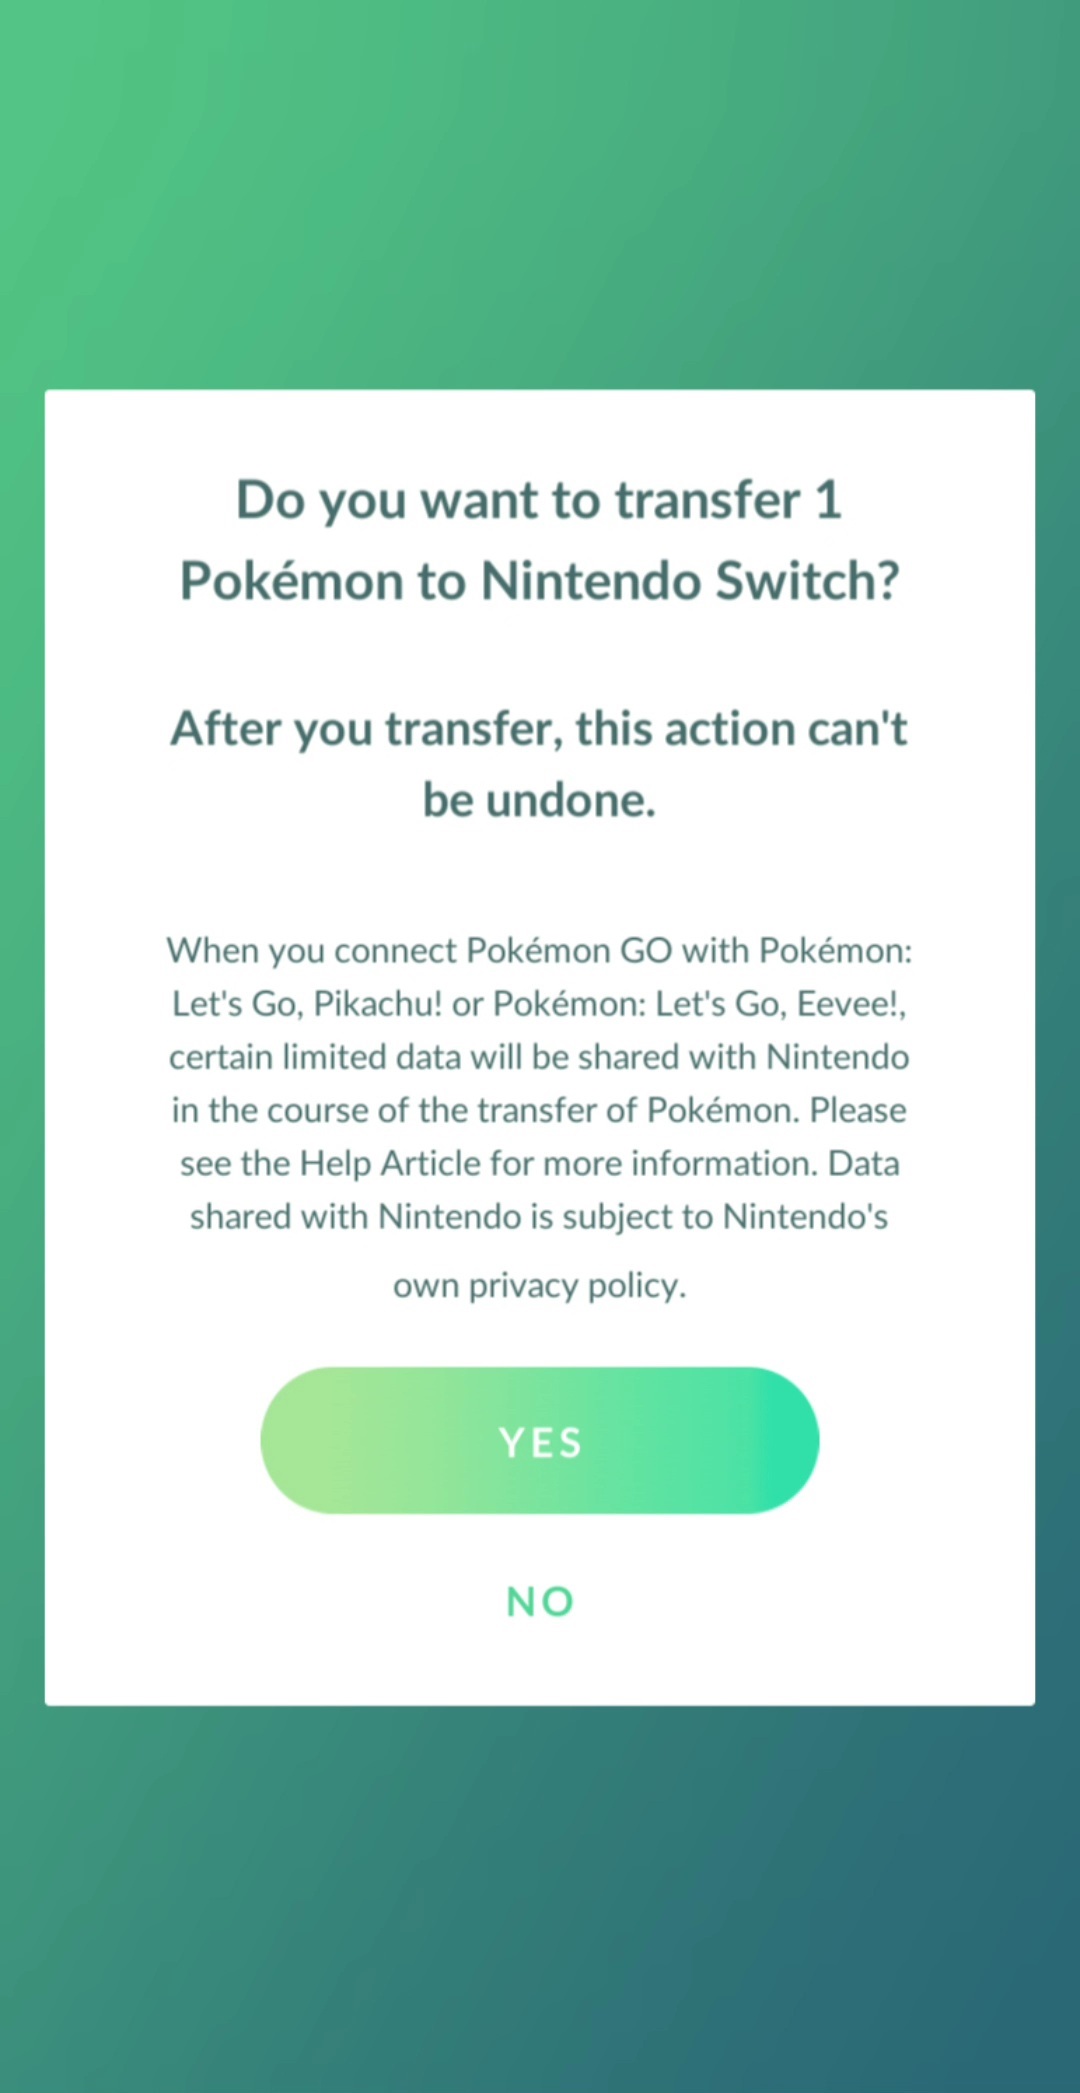 Do you want to transfer 1
Pokémon to Nintendo Switch?
After you transfer, this action can't
be undone.
When you connect Pokémon GO with Pokémon:
Let's Go, Pikachu! or Pokémon: Let's Go, Eevee!,
certain limited data will be shared with Nintendo
in the course of the transfer of Pokémon. Please
see the Help Article for more information. Data
shared with Nintendo is subject to Nintendo's
own privacy policy.
YES
NO